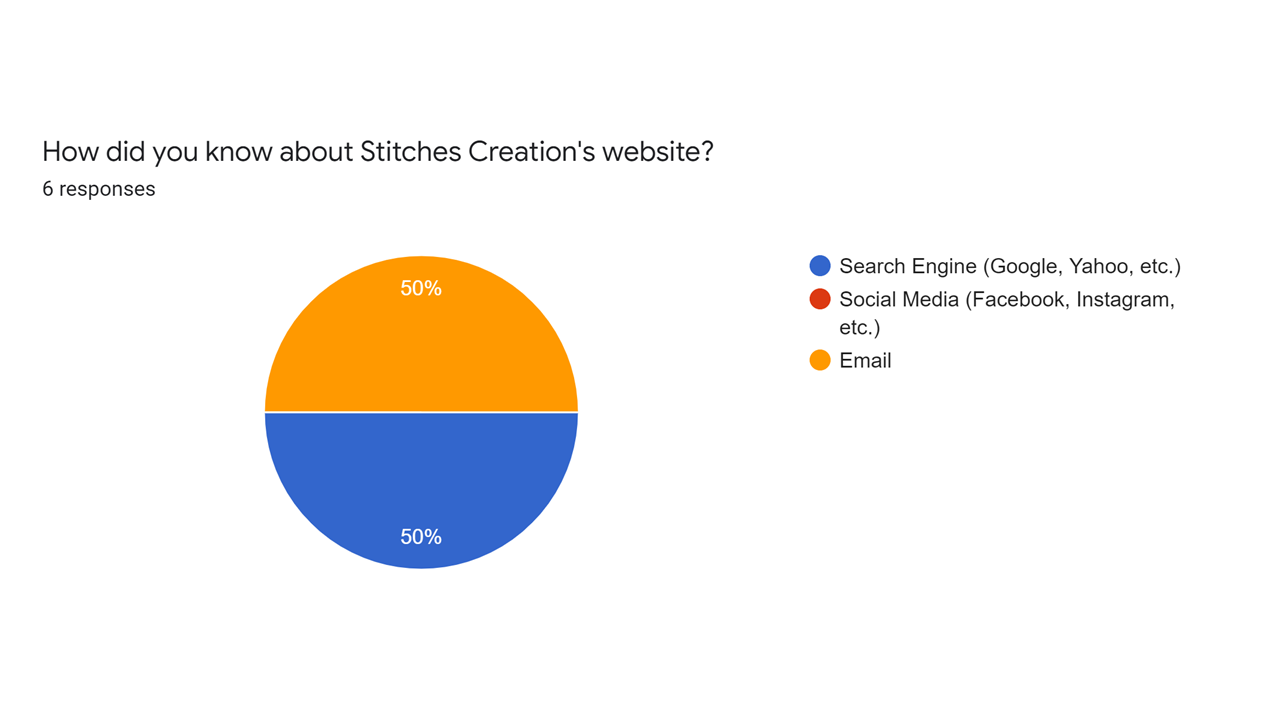 How did you know about Stitches Creation's website?
6 responses
50%
50%
Search Engine (Google, Yahoo, etc.)
Social Media (Facebook, Instagram,
etc.)
Email